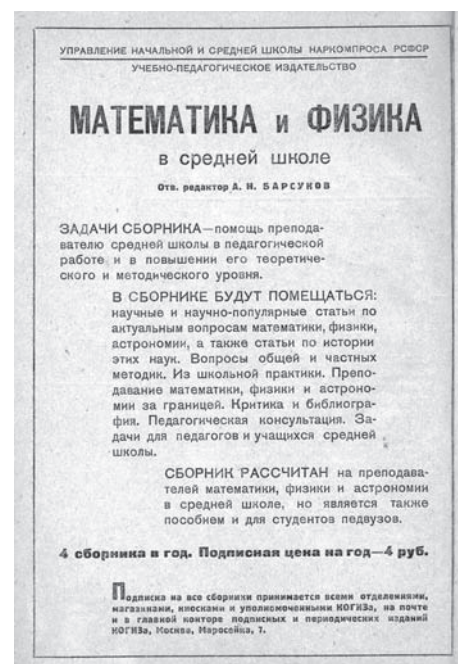 УПРАВЛЕНИЕ НАЧАЛЬНОЙ И СРЕДНЕЙ ШКОЛЫ НАРКОМПРОСА РСФСР
УЧЕБНО-ПЕДАГОГИЧЕСКОЕ ИЗДАТЕЛЬСТВО
МАТЕМАТИКА и ФИЗИКА
в средней школе
Отв. редактор А. Н. БАРСУКОВ
ЗАДАЧИ СБОРНИКА—помощь препода-
вателю средней школы в педагогической
работе и в повышении его теоретиче-
ского и методического уровня.
В СБОРНИКЕ БУДУТ ПОМЕЩАТЬСЯ:
научные и научно-популярные статьи по
актуальным вопросам математики, физики,
астрономии, а также статьи по истории
этих наук. Вопросы общей и частных
методик. Из школьной практики. Препо-
давание математики, физики и астроно-
мии за границей. Критика и библиогра-
фия. Педагогическая консультация. За-
дачи для педагогов и учащихся средней
школы.
СБОРНИК РАССЧИТАН на преподава-
телей математики, физики и астрономии
в средней школе, но является также
пособием и для студентов педвузов.
4 сборника в год. Подписная цена на год—4 руб.
Подписка на все сборники принимается всеми отделениями,
магазинами, киосками и уполномоченными КОГИЗа, на почте
и в главной конторе подписных и периодических изданий
КОГИЗа, Москва, Маросейка, 7.